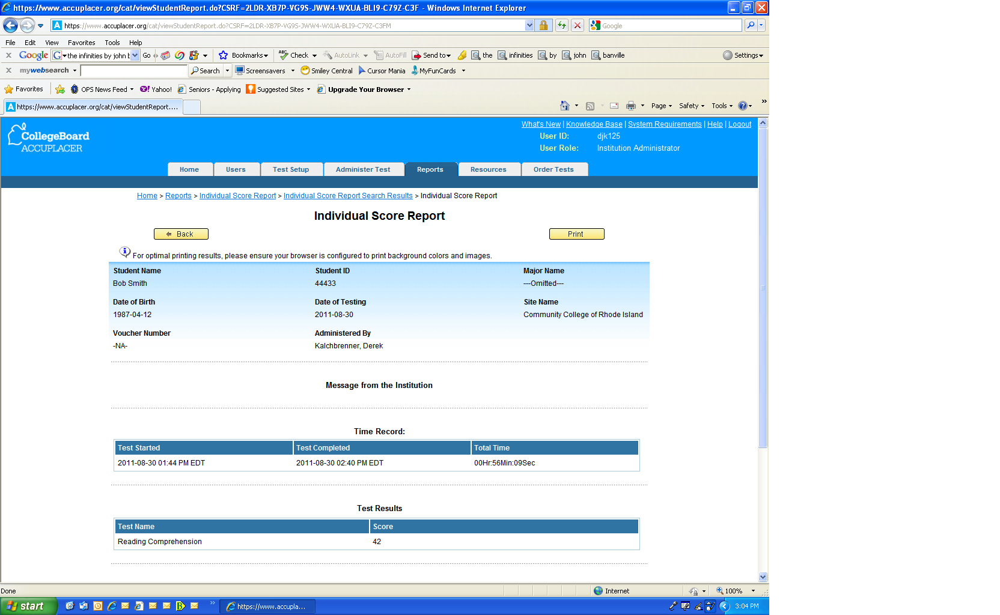 https://www.accuplacer.org/cat/viewStudentReport.do?CSRF=2LDR-XB7P-VG9S-JWW4-WXUA-BLI9-C79Z-C3F - Windows Internet Explorer
https://www.accuplacer.org/cat/viewStudentReport.do?CSRF=2LDR-XB7P-VG9S-JWW4-WXUA-BLI9-C79Z-C3FM Google
File Edit View Favorites Tools Help
x Google G the infinities by john b Go Bookmarks Check AutoLink AutoFill Send to the infinities by john banville Settings
x mywebsearch Search Screensavers Smiley Central Cursor Mania MyFunCards
Favorites OPS News Feed Yahoo! Seniors - Applying Suggested Sites Upgrade Your Browser
A https://www.accuplacer.org/cat/viewStudentReport.... Page Safety Tools »
What's New | Knowledge Base | System Requirements | Help | Logout
CollegeBoard
ACCUPLACER
User ID: djk125
User Role: Institution Administrator
Home Users Test Setup Administer Test Reports Resources Order Tests
Home > Reports > Individual Score Report > Individual Score Report Search Results > Individual Score Report
Individual Score Report
Back Print
For optimal printing results, please ensure your browser is configured to print background colors and images.
Student Name Student ID Major Name
Bob Smith 44433 ---Omitted---
Date of Birth Date of Testing Site Name
1987-04-12 2011-08-30 Community College of Rhode Island
Voucher Number Administered By
-NA- Kalchbrenner, Derek
Message from the Institution
Time Record:
Test Started Test Completed Total Time
2011-08-30 01:44 PM EDT 2011-08-30 02:40 PM EDT 00Hr:56Min:09Sec
Test Results
Test Name Score
Reading Comprehension 42
Done Internet 100%
start » https://www.accupla... 3:04 PM